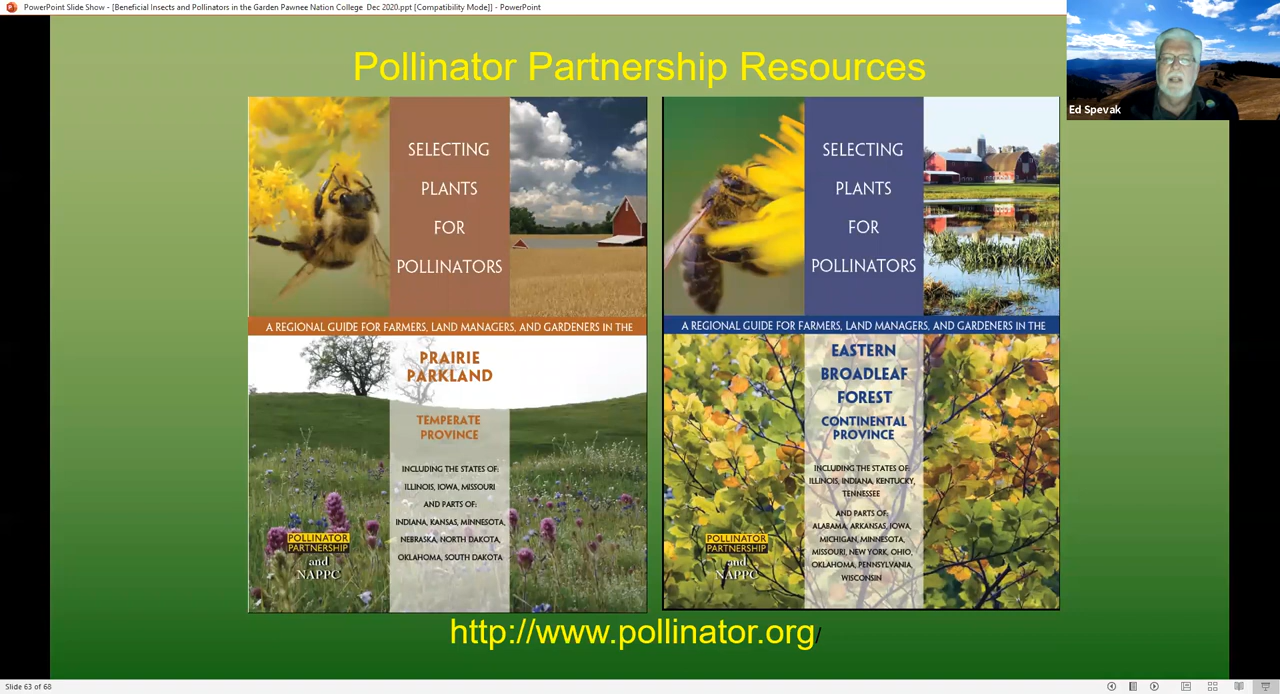 PowerPoint Slide Show - [Beneficial Insects and Pollinators in the Garden Pawnee Nation College  Dec 2020.ppt [Compatibility Mode]] - PowerPoint
Pollinator Partnership Resources
Ed Spevak
SELECTING
PLANTS
FOR
POLLINATORS
A REGIONAL GUIDE FOR FARMERS, LAND MANAGERS, AND GARDENERS IN THE
PRAIRIE
PARKLAND
TEMPERATE
PROVINCE
INCLUDING THE STATES OF:
ILLINOIS, IOWA, MISSOURI
AND PARTS OF:
INDIANA, KANSAS, MINNESOTA,
NEBRASKA, NORTH DAKOTA,
OKLAHOMA, SOUTH DAKOTA
POLLINATOR
PARTNERSHIP
and
NAPPC
SELECTING
PLANTS
FOR
POLLINATORS
A REGIONAL GUIDE FOR FARMERS, LAND MANAGERS, AND GARDENERS IN THE
EASTERN
BROADLEAF
FOREST
CONTINENTAL
PROVINCE
INCLUDING THE STATES OF:
ILLINOIS, INDIANA, KENTUCKY,
TENNESSEE
AND PARTS OF:
ALABAMA, ARKANSAS, IOWA,
MICHIGAN, MINNESOTA,
MISSOURI, NEW YORK, OHIO,
OKLAHOMA, PENNSYLVANIA,
WISCONSIN
POLLINATOR
PARTNERSHIP
and
NAPPC
http://www.pollinator.org/
Slide 63 of 68